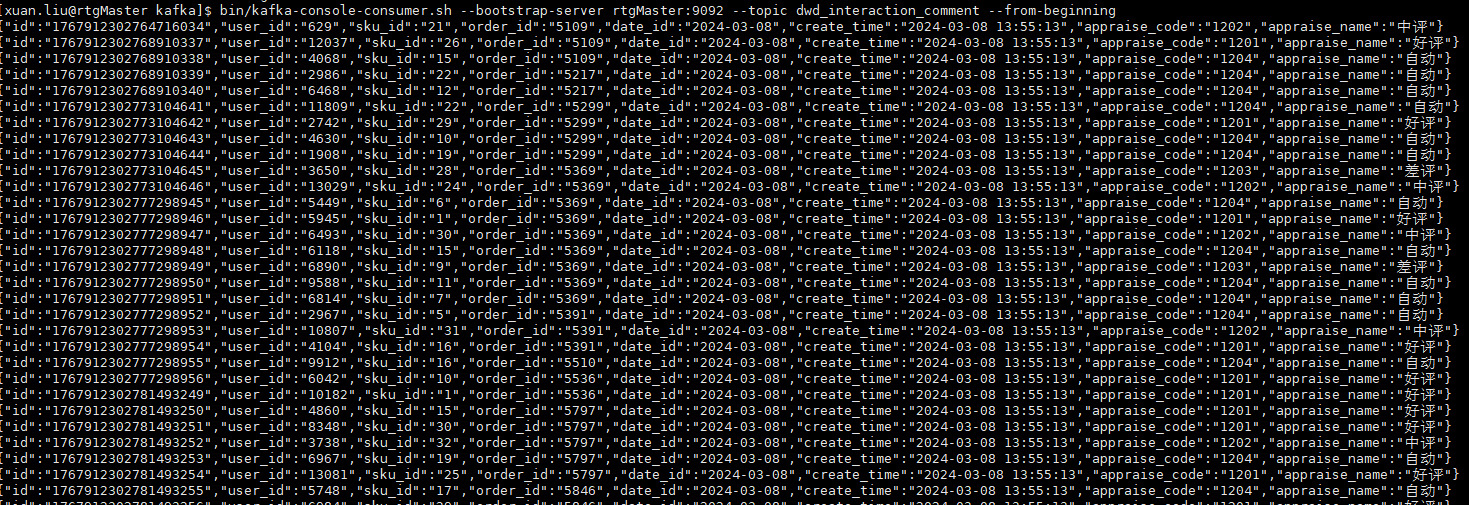 [xuan.liu@rtgMaster kafka]$ bin/kafka-console-consumer.sh --bootstrap-server rtgMaster:9092 --topic dwd_interaction_comment --from-beginning
{"id":"1767912302764716034","user_id":"629","sku_id":"21","order_id":"5109","date_id":"2024-03-08","create_time":"2024-03-08 13:55:13","appraise_code":"1202","appraise_name":"中评"}
{"id":"1767912302768910337","user_id":"12037","sku_id":"26","order_id":"5109","date_id":"2024-03-08","create_time":"2024-03-08 13:55:13","appraise_code":"1201","appraise_name":"好评"}
{"id":"1767912302768910338","user_id":"4068","sku_id":"15","order_id":"5109","date_id":"2024-03-08","create_time":"2024-03-08 13:55:13","appraise_code":"1204","appraise_name":"自动"}
{"id":"1767912302768910339","user_id":"2986","sku_id":"22","order_id":"5217","date_id":"2024-03-08","create_time":"2024-03-08 13:55:13","appraise_code":"1204","appraise_name":"自动"}
{"id":"1767912302768910340","user_id":"6468","sku_id":"12","order_id":"5217","date_id":"2024-03-08","create_time":"2024-03-08 13:55:13","appraise_code":"1204","appraise_name":"自动"}
{"id":"1767912302773104641","user_id":"11809","sku_id":"22","order_id":"5299","date_id":"2024-03-08","create_time":"2024-03-08 13:55:13","appraise_code":"1204","appraise_name":"自动"}
{"id":"1767912302773104642","user_id":"2742","sku_id":"29","order_id":"5299","date_id":"2024-03-08","create_time":"2024-03-08 13:55:13","appraise_code":"1201","appraise_name":"好评"}
{"id":"1767912302773104643","user_id":"4630","sku_id":"10","order_id":"5299","date_id":"2024-03-08","create_time":"2024-03-08 13:55:13","appraise_code":"1204","appraise_name":"自动"}
{"id":"1767912302773104644","user_id":"1908","sku_id":"19","order_id":"5299","date_id":"2024-03-08","create_time":"2024-03-08 13:55:13","appraise_code":"1204","appraise_name":"自动"}
{"id":"1767912302773104645","user_id":"3650","sku_id":"28","order_id":"5369","date_id":"2024-03-08","create_time":"2024-03-08 13:55:13","appraise_code":"1203","appraise_name":"差评"}
{"id":"1767912302773104646","user_id":"13029","sku_id":"24","order_id":"5369","date_id":"2024-03-08","create_time":"2024-03-08 13:55:13","appraise_code":"1202","appraise_name":"中评"}
{"id":"1767912302777298945","user_id":"5449","sku_id":"6","order_id":"5369","date_id":"2024-03-08","create_time":"2024-03-08 13:55:13","appraise_code":"1204","appraise_name":"自动"}
{"id":"1767912302777298946","user_id":"5945","sku_id":"1","order_id":"5369","date_id":"2024-03-08","create_time":"2024-03-08 13:55:13","appraise_code":"1201","appraise_name":"好评"}
{"id":"1767912302777298947","user_id":"6493","sku_id":"30","order_id":"5369","date_id":"2024-03-08","create_time":"2024-03-08 13:55:13","appraise_code":"1202","appraise_name":"中评"}
{"id":"1767912302777298948","user_id":"6118","sku_id":"15","order_id":"5369","date_id":"2024-03-08","create_time":"2024-03-08 13:55:13","appraise_code":"1204","appraise_name":"自动"}
{"id":"1767912302777298949","user_id":"6890","sku_id":"9","order_id":"5369","date_id":"2024-03-08","create_time":"2024-03-08 13:55:13","appraise_code":"1203","appraise_name":"差评"}
{"id":"1767912302777298950","user_id":"9588","sku_id":"11","order_id":"5369","date_id":"2024-03-08","create_time":"2024-03-08 13:55:13","appraise_code":"1204","appraise_name":"自动"}
{"id":"1767912302777298951","user_id":"6814","sku_id":"7","order_id":"5369","date_id":"2024-03-08","create_time":"2024-03-08 13:55:13","appraise_code":"1204","appraise_name":"自动"}
{"id":"1767912302777298952","user_id":"2967","sku_id":"5","order_id":"5391","date_id":"2024-03-08","create_time":"2024-03-08 13:55:13","appraise_code":"1204","appraise_name":"自动"}
{"id":"1767912302777298953","user_id":"10807","sku_id":"31","order_id":"5391","date_id":"2024-03-08","create_time":"2024-03-08 13:55:13","appraise_code":"1202","appraise_name":"中评"}
{"id":"1767912302777298954","user_id":"4104","sku_id":"16","order_id":"5391","date_id":"2024-03-08","create_time":"2024-03-08 13:55:13","appraise_code":"1201","appraise_name":"好评"}
{"id":"1767912302777298955","user_id":"9912","sku_id":"16","order_id":"5510","date_id":"2024-03-08","create_time":"2024-03-08 13:55:13","appraise_code":"1204","appraise_name":"自动"}
{"id":"1767912302777298956","user_id":"6042","sku_id":"10","order_id":"5536","date_id":"2024-03-08","create_time":"2024-03-08 13:55:13","appraise_code":"1201","appraise_name":"好评"}
{"id":"1767912302781493249","user_id":"10182","sku_id":"1","order_id":"5536","date_id":"2024-03-08","create_time":"2024-03-08 13:55:13","appraise_code":"1201","appraise_name":"好评"}
{"id":"1767912302781493250","user_id":"4860","sku_id":"15","order_id":"5797","date_id":"2024-03-08","create_time":"2024-03-08 13:55:13","appraise_code":"1201","appraise_name":"好评"}
{"id":"1767912302781493251","user_id":"8348","sku_id":"30","order_id":"5797","date_id":"2024-03-08","create_time":"2024-03-08 13:55:13","appraise_code":"1201","appraise_name":"好评"}
{"id":"1767912302781493252","user_id":"3738","sku_id":"32","order_id":"5797","date_id":"2024-03-08","create_time":"2024-03-08 13:55:13","appraise_code":"1202","appraise_name":"中评"}
{"id":"1767912302781493253","user_id":"6967","sku_id":"19","order_id":"5797","date_id":"2024-03-08","create_time":"2024-03-08 13:55:13","appraise_code":"1204","appraise_name":"自动"}
{"id":"1767912302781493254","user_id":"13081","sku_id":"25","order_id":"5797","date_id":"2024-03-08","create_time":"2024-03-08 13:55:13","appraise_code":"1201","appraise_name":"好评"}
{"id":"1767912302781493255","user_id":"5748","sku_id":"17","order_id":"5846","date_id":"2024-03-08","create_time":"2024-03-08 13:55:13","appraise_code":"1204","appraise_name":"自动"}